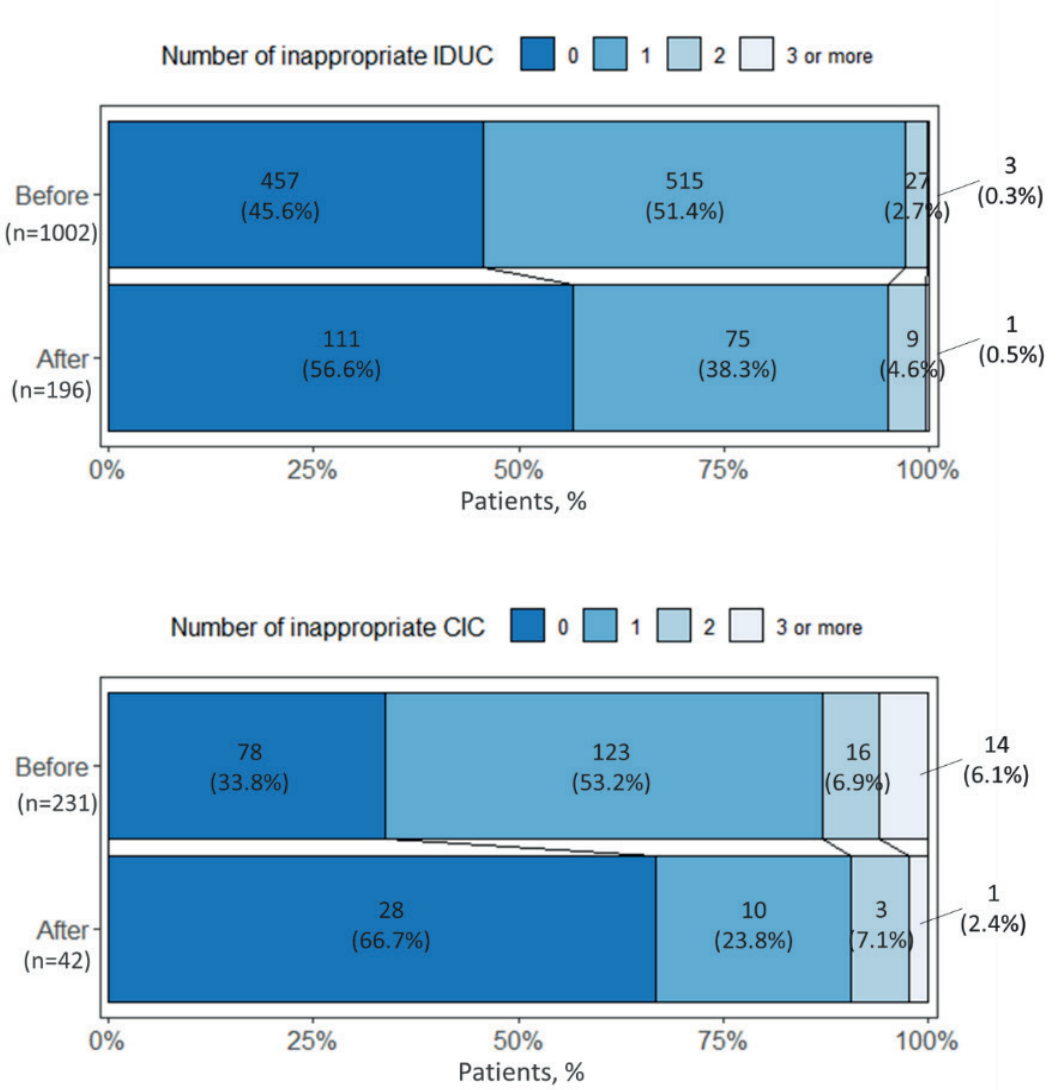 Number of inappropriate IDUC 0 1 2 3 or more
Before
(n=1002)
457
(45.6%)
515
(51.4%)
27
(2.7%)
3
(0.3%)
After
(n=196)
111
(56.6%)
75
(38.3%)
9
(4.6%)
1
(0.5%)
0% 25% 50% 75% 100%
Patients, %
Number of inappropriate CIC 0 1 2 3 or more
Before
(n=231)
78
(33.8%)
123
(53.2%)
16
(6.9%)
14
(6.1%)
After
(n=42)
28
(66.7%)
10
(23.8%)
3
(7.1%)
1
(2.4%)
0% 25% 50% 75% 100%
Patients, %